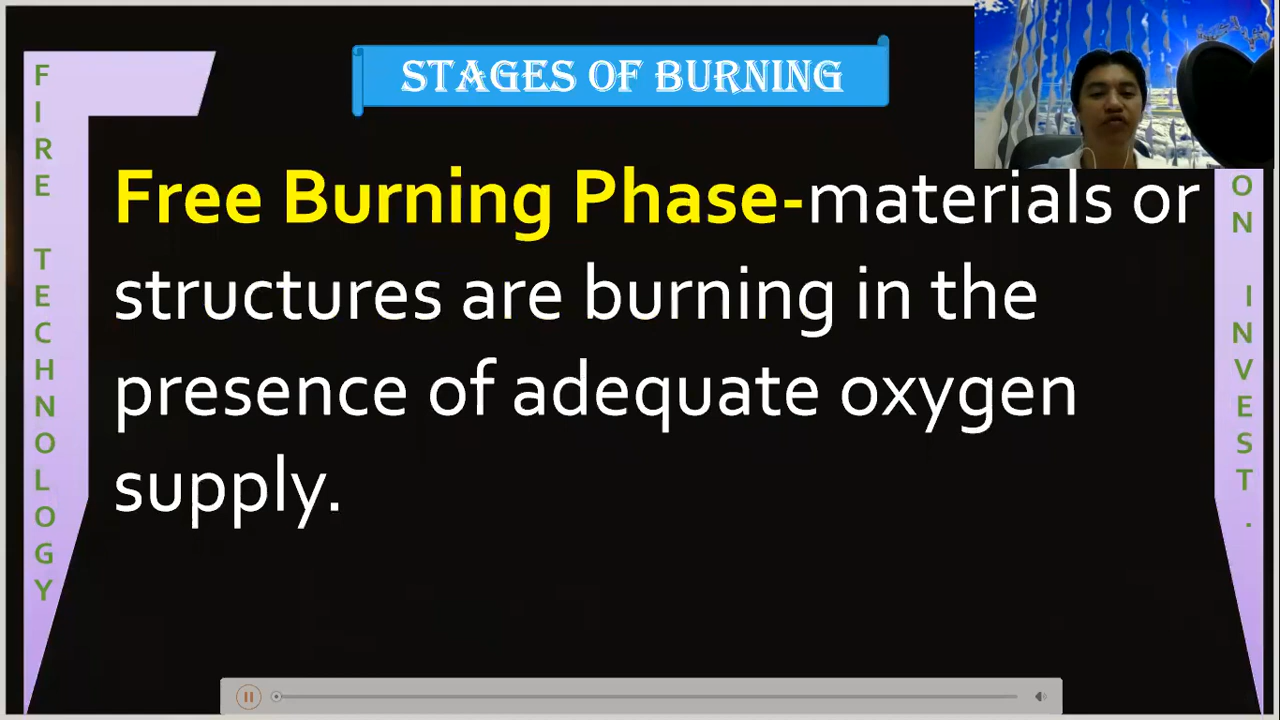 STAGES OF BURNING
FIRE TECHNOLOGY
Free Burning Phase-materials or
structures are burning in the
presence of adequate oxygen
supply.
ON INVEST.